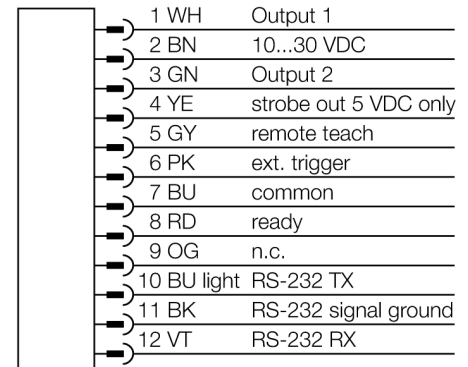 1 WH Output 1
2 BN 10...30 VDC
3 GN Output 2
4 YE strobe out 5 VDC only
5 GY remote teach
6 PK ext. trigger
7 BU common
8 RD ready
9 OG n.c.
10 BU light RS-232 TX
11 BK RS-232 signal ground
12 VT RS-232 RX